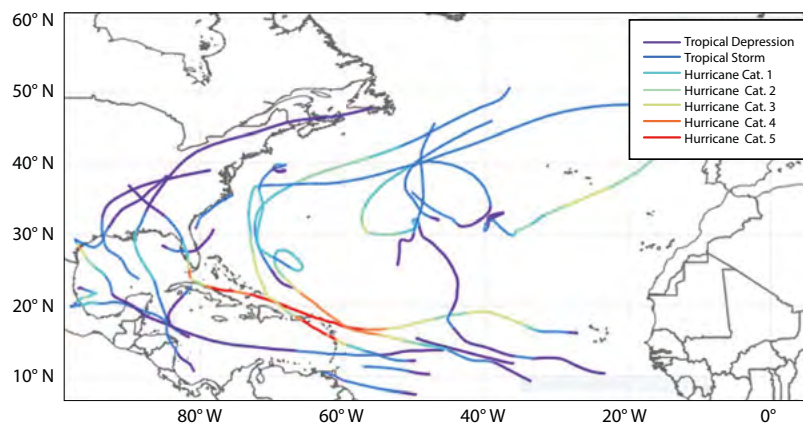 60° N
50° N
40° N
30° N
20° N
10° N
80° W
60° W
40° W
20° W
0°
Tropical Depression
Tropical Storm
Hurricane Cat. 1
Hurricane Cat. 2
Hurricane Cat. 3
Hurricane Cat. 4
Hurricane Cat. 5